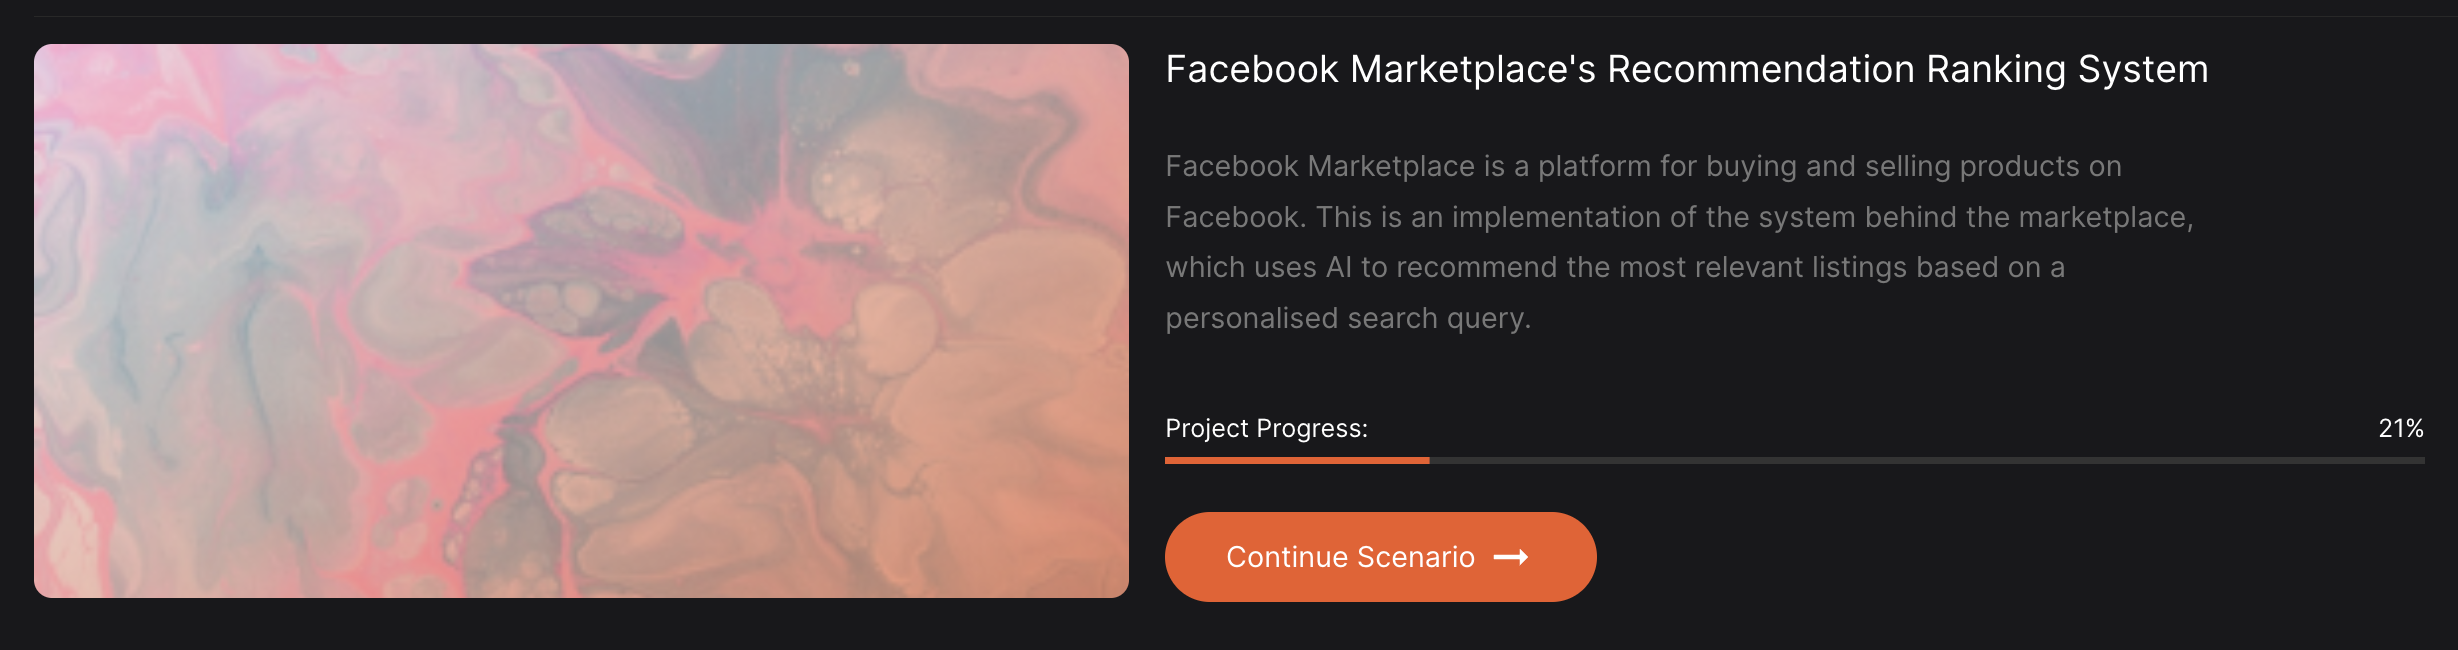 Facebook Marketplace's Recommendation Ranking System
Facebook Marketplace is a platform for buying and selling products on
Facebook. This is an implementation of the system behind the marketplace,
which uses AI to recommend the most relevant listings based on a
personalised search query.
Project Progress: 21%
Continue Scenario